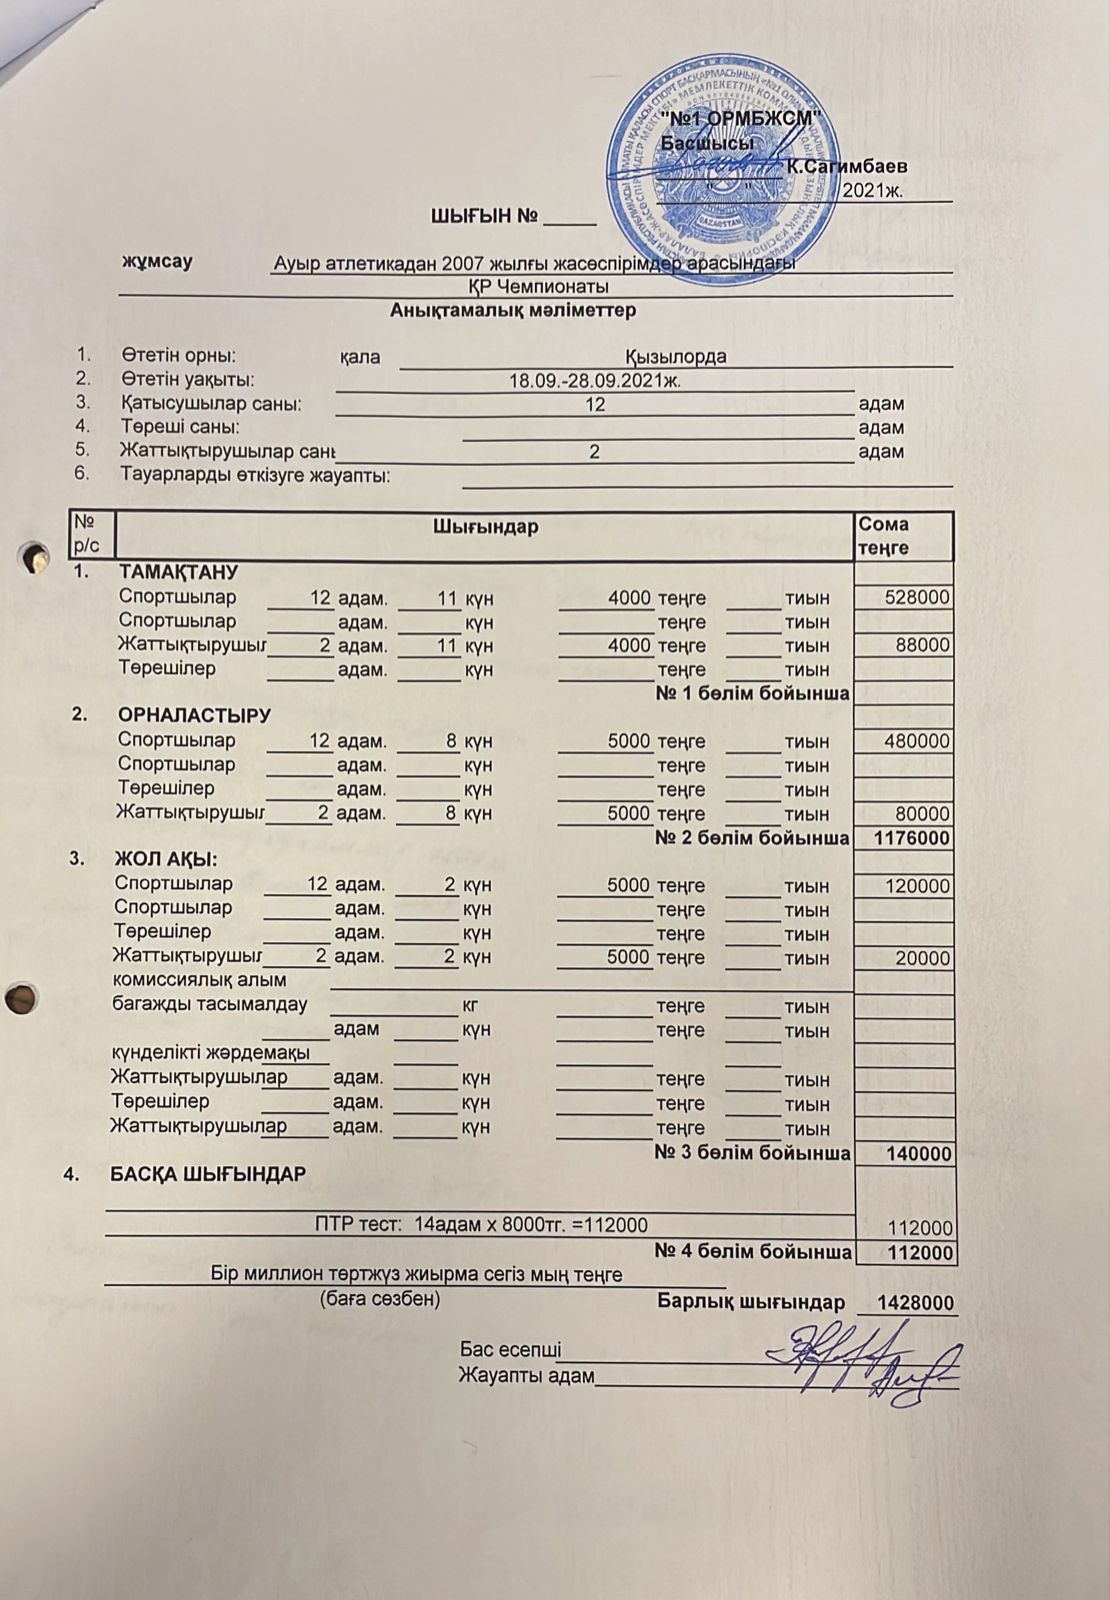 "№1 ОРМБЖСМ"
Басшысы
К.Сагимбаев
" " 2021ж.
ШЫҒЫН № ____
жұмсау Ауыр атлетикадан 2007 жылғы жасөспірімдер арасындағы
ҚР Чемпионаты
Анықтамалық мәліметтер
1. Өтетін орны: қала Қызылорда
2. Өтетін уақыты: 18.09.-28.09.2021ж.
3. Қатысушылар саны: 12 адам
4. Төреші саны: адам
5. Жаттықтырушылар саны 2 адам
6. Тауарларды өткізуге жауапты:
№ р/с Шығындар Сома теңге
1. ТАМАҚТАНУ
Спортшылар 12 адам. 11 күн 4000 теңге тиын 528000
Спортшылар адам. күн теңге тиын
Жаттықтырушыл 2 адам. 11 күн 4000 теңге тиын 88000
Төрешілер адам. күн теңге тиын
№ 1 бөлім бойынша
2. ОРНАЛАСТЫРУ
Спортшылар 12 адам. 8 күн 5000 теңге тиын 480000
Спортшылар адам. күн теңге тиын
Төрешілер адам. күн теңге тиын
Жаттықтырушыл 2 адам. 8 күн 5000 теңге тиын 80000
№ 2 бөлім бойынша 1176000
3. ЖОЛ АҚЫ:
Спортшылар 12 адам. 2 күн 5000 теңге тиын 120000
Спортшылар адам. күн теңге тиын
Төрешілер адам. күн теңге тиын
Жаттықтырушыл 2 адам. 2 күн 5000 теңге тиын 20000
комиссиялық алым
багажды тасымалдау кг теңге тиын
адам күн теңге тиын
күнделікті жәрдемақы
Жаттықтырушылар адам. күн теңге тиын
Төрешілер адам. күн теңге тиын
Жаттықтырушылар адам. күн теңге тиын
№ 3 бөлім бойынша 140000
4. БАСҚА ШЫҒЫНДАР
ПТР тест: 14адам х 8000тг. =112000 112000
№ 4 бөлім бойынша 112000
Бір миллион төртжүз жиырма сегіз мың теңге
(баға сөзбен) Барлық шығындар 1428000
Бас есепші
Жауапты адам
QAZAQSTAN